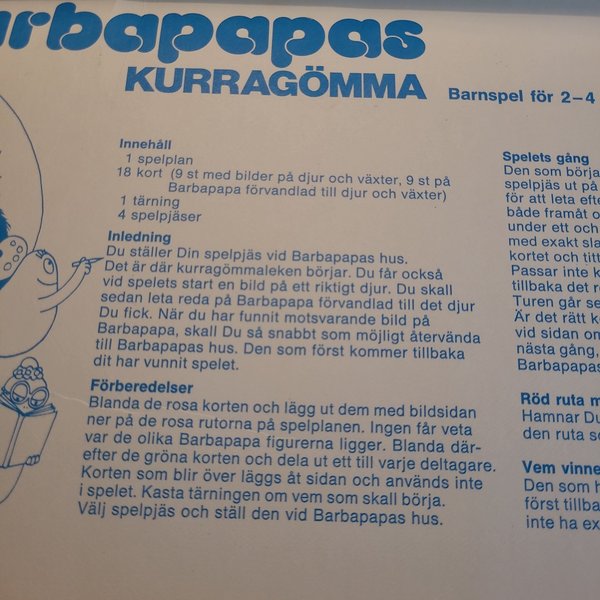 arbapapas
KURRAGÖMMA
Barnspel för 2–4
Innehåll
1 spelplan
18 kort (9 st med bilder på djur och växter, 9 st på
Barbapapa förvandlad till djur och växter)
1 tärning
4 spelpjäser
Inledning
Du ställer Din spelpjäs vid Barbapapas hus.
Det är där kurragömmaleken börjar. Du får också
vid spelets start en bild på ett riktigt djur. Du skall
sedan leta reda på Barbapapa förvandlad till det djur
Du fick. När du har funnit motsvarande bild på
Barbapapa, skall Du så snabbt som möjligt återvända
till Barbapapas hus. Den som först kommer tillbaka
dit har vunnit spelet.
Förberedelser
Blanda de rosa korten och lägg ut dem med bildsidan
ner på de rosa rutorna på spelplanen. Ingen får veta
var de olika Barbapapa figurerna ligger. Blanda där-
efter de gröna korten och dela ut ett till varje deltagare.
Korten som blir över läggs åt sidan och används inte
i spelet. Kasta tärningen om vem som skall börja.
Välj spelpjäs och ställ den vid Barbapapas hus.
Spelets gång
Den som börja
spelpjäs ut på
för att leta efte
både framåt o
under ett och
med exakt sla
kortet och titt
Passar inte k
tillbaka det r
Turen går se
Är det rätt k
vid sidan om
nästa gång,
Barbapapas
Röd ruta m
Hamnar Du
den ruta so
Vem vinne
Den som h
först tillba
inte ha ex